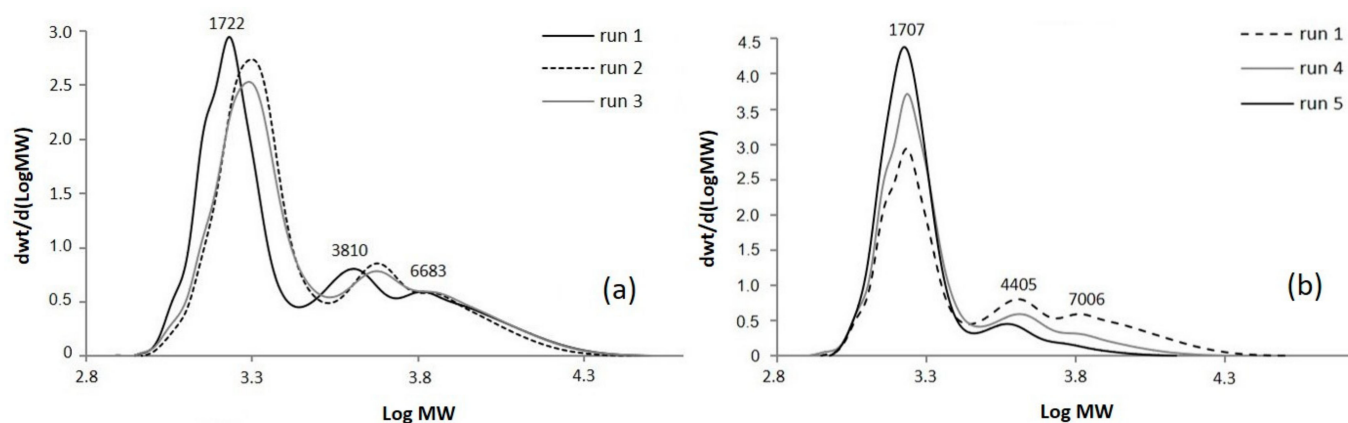 1722
3.0
2.5
2.0
1.5
1.0
0.5
0
dwt/d(LogMW)
3810
6683
run 1
run 2
run 3
(a)
2.8
3.3
3.8
4.3
Log MW
1707
4.5
4.0
3.5
3.0
2.5
2.0
1.5
1.0
0.5
0
dwt/d(LogMW)
4405
7006
run 1
run 4
run 5
(b)
2.8
3.3
3.8
4.3
Log MW